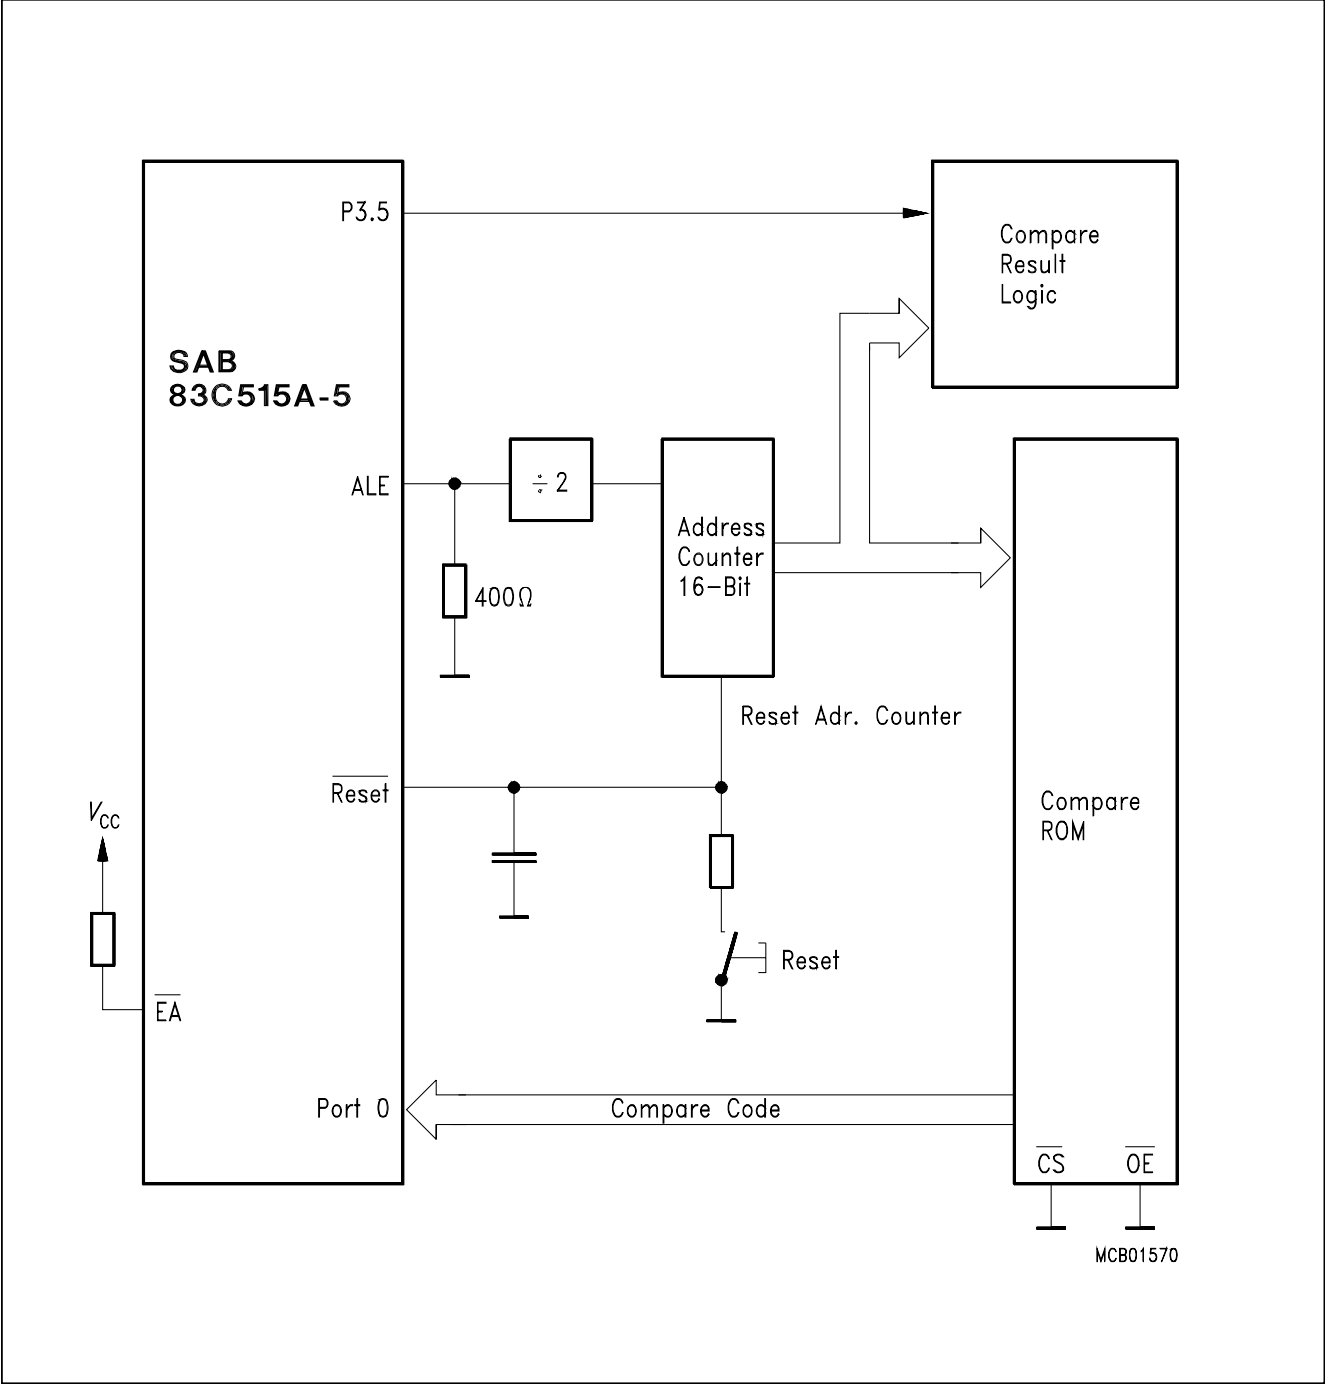 P3.5
Compare
Result
Logic
SAB
83C515A-5
ALE
÷ 2
Address
Counter
16-Bit
400Ω
Reset Adr. Counter
Reset
VCC
Compare
ROM
Reset
EA
Port 0
Compare Code
CS
OE
MCB01570